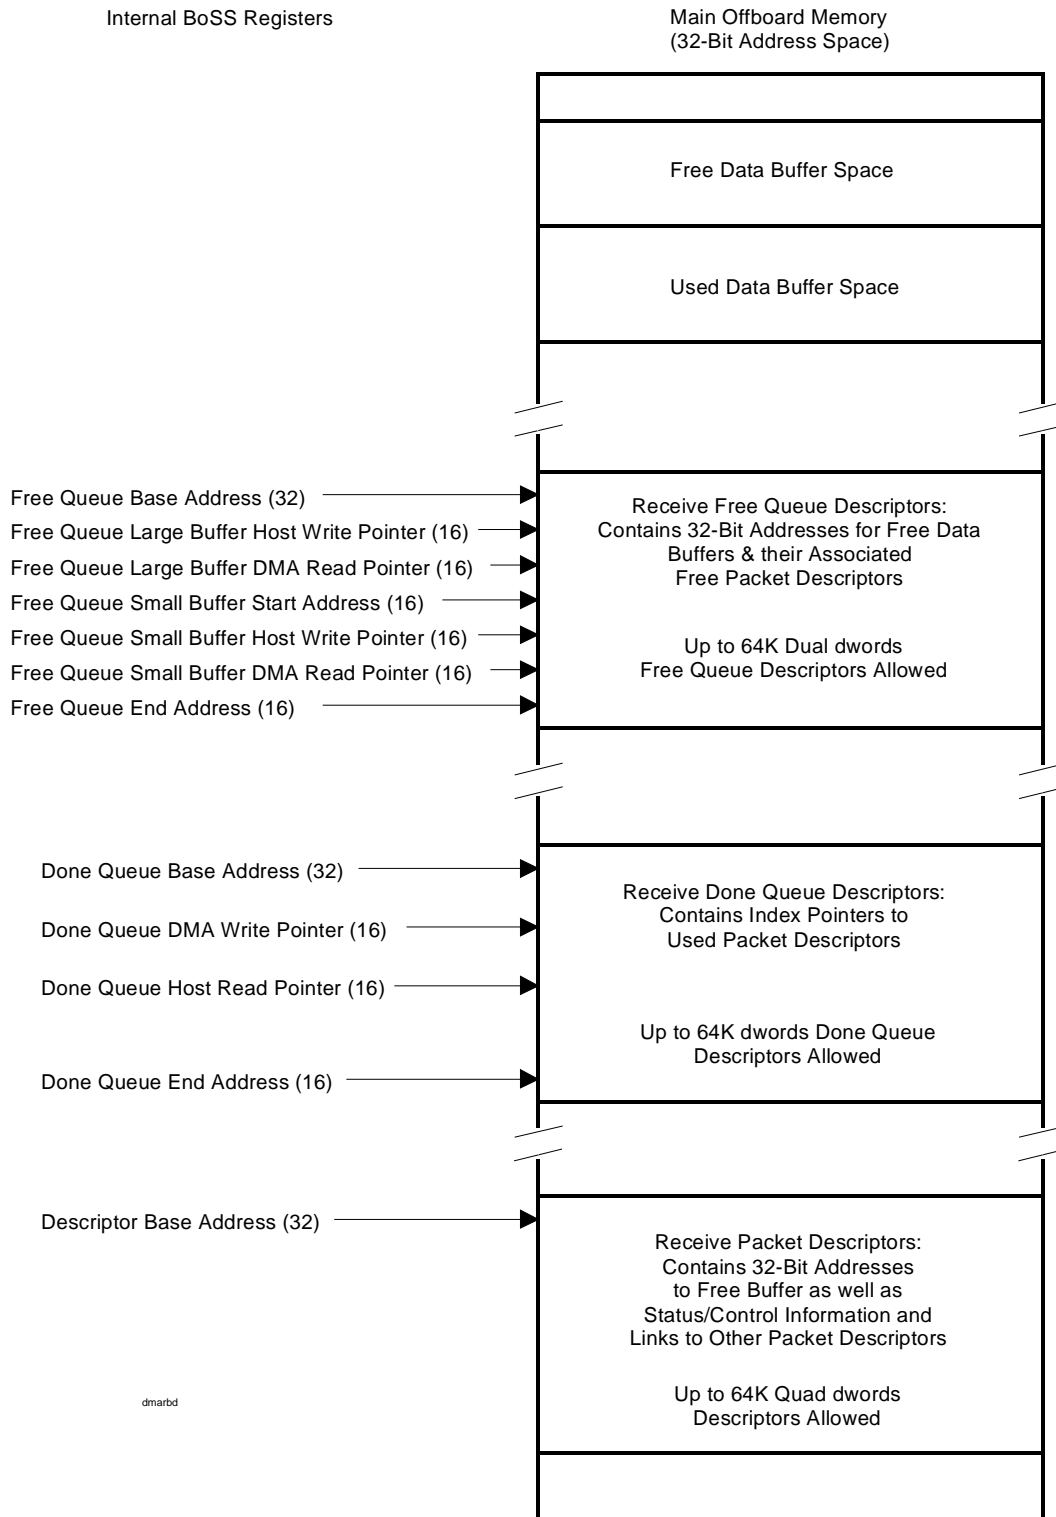 Internal BoSS Registers
Main Offboard Memory
(32-Bit Address Space)
Free Data Buffer Space
Used Data Buffer Space
Free Queue Base Address (32)
Free Queue Large Buffer Host Write Pointer (16)
Free Queue Large Buffer DMA Read Pointer (16)
Free Queue Small Buffer Start Address (16)
Free Queue Small Buffer Host Write Pointer (16)
Free Queue Small Buffer DMA Read Pointer (16)
Free Queue End Address (16)
Receive Free Queue Descriptors:
Contains 32-Bit Addresses for Free Data
Buffers & their Associated
Free Packet Descriptors
Up to 64K Dual dwords
Free Queue Descriptors Allowed
Done Queue Base Address (32)
Done Queue DMA Write Pointer (16)
Done Queue Host Read Pointer (16)
Done Queue End Address (16)
Receive Done Queue Descriptors:
Contains Index Pointers to
Used Packet Descriptors
Up to 64K dwords Done Queue
Descriptors Allowed
Descriptor Base Address (32)
Receive Packet Descriptors:
Contains 32-Bit Addresses
to Free Buffer as well as
Status/Control Information and
Links to Other Packet Descriptors
Up to 64K Quad dwords
Descriptors Allowed
dmarbd